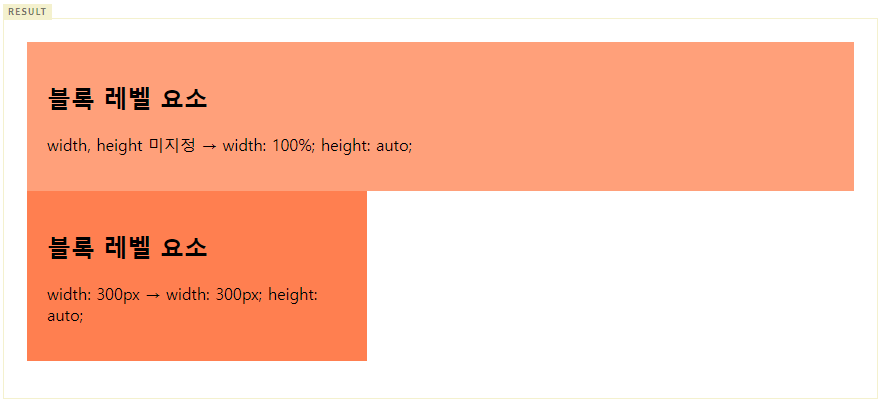 RESULT
블록 레벨 요소
width, height 미지정 → width: 100%; height: auto;
블록 레벨 요소
width: 300px → width: 300px; height:
auto;